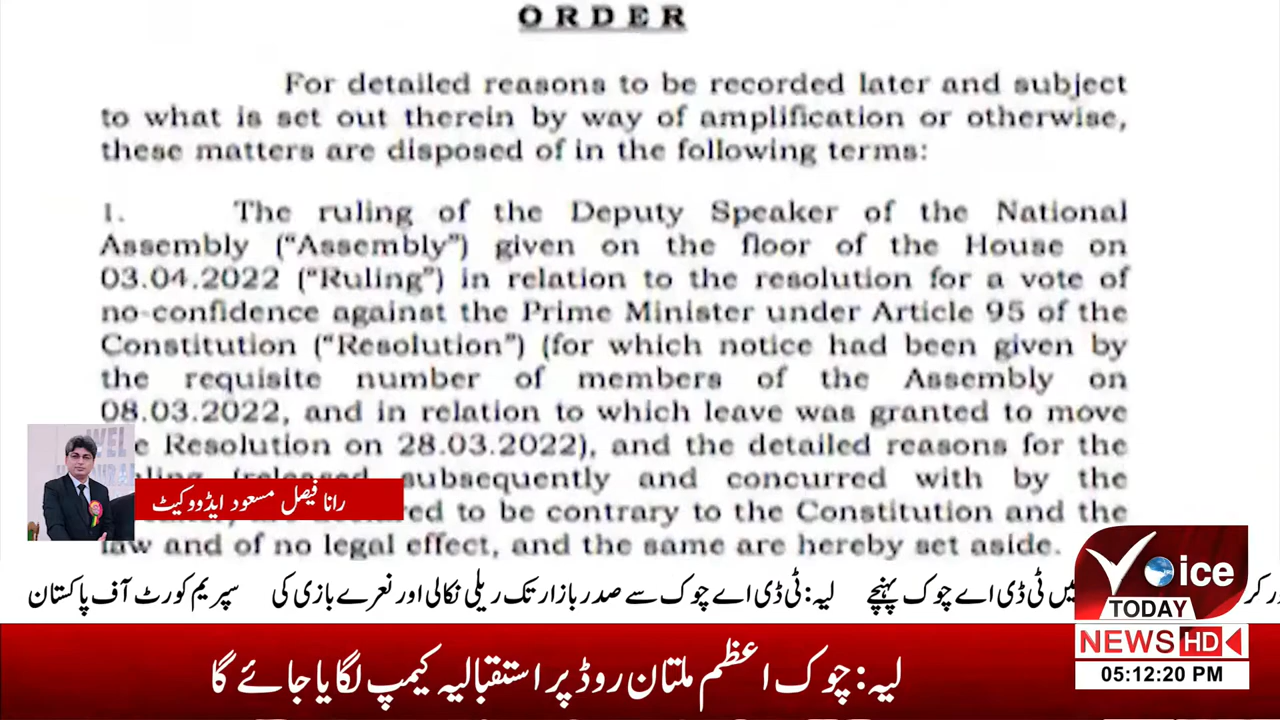 ORDER
For detailed reasons to be recorded later and subject
to what is set out therein by way of amplification or otherwise,
these matters are disposed of in the following terms:
1. The ruling of the Deputy Speaker of the National
Assembly (“Assembly”) given on the floor of the House on
03.04.2022 (“Ruling”) in relation to the resolution for a vote of
no-confidence against the Prime Minister under Article 95 of the
Constitution (“Resolution”) (for which notice had been given by
the requisite number of members of the Assembly on
08.03.2022, and in relation to which leave was granted to move
Resolution on 28.03.2022), and the detailed reasons for the
subsequently and concurred with by the
to be contrary to the Constitution and the
law and of no legal effect, and the same are hereby set aside.
رانا فیصل مسعود ایڈووکیٹ
Voice
TODAY
NEWS HD
05:12:20 PM
ٹی ڈی اے چوک پہنچے لیہ: ٹی ڈی اے چوک سے صدر بازار تک ریلی نکالی اور نعرے بازی کی سپریم کورٹ آف پاکستان
لیہ: چوک اعظم ملتان روڈ پر استقبالیہ کیمپ لگایا جائے گا